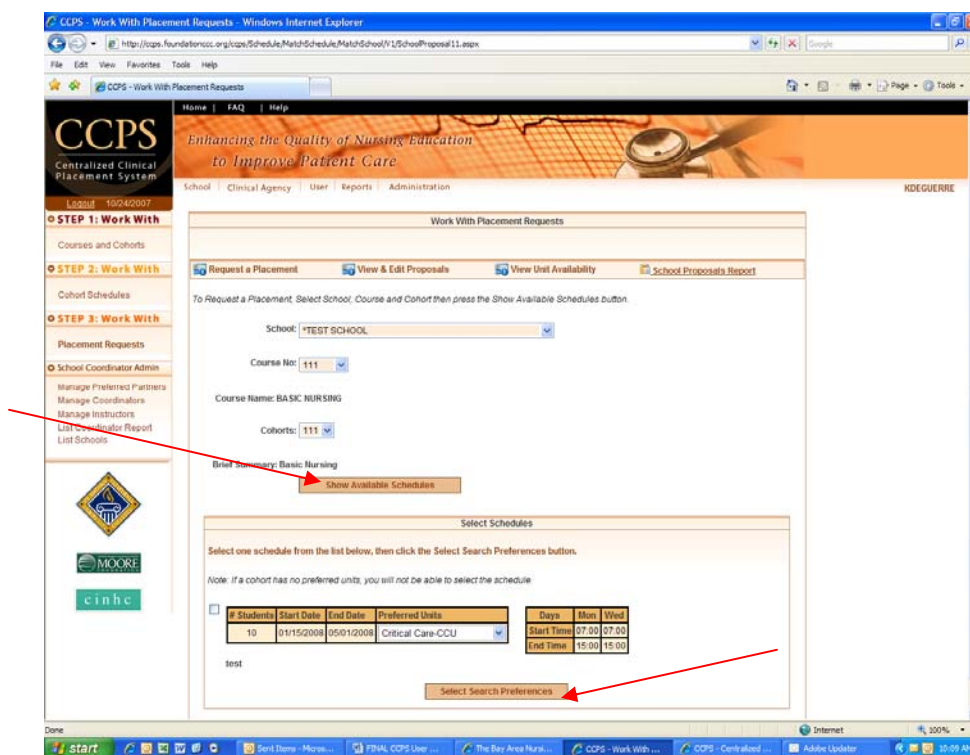 CCPS - Work With Placement Requests - Windows Internet Explorer
http://ccps.foundationccc.org/ccps/Schedule/MatchSchedule/MatchSchool/V1/SchoolProposal11.aspx
Google
File Edit View Favorites Tools Help
CCPS - Work With Placement Requests
Page Tools
Home | FAQ | Help
CCPS
Centralized Clinical
Placement System
Enhancing the Quality of Nursing Education
to Improve Patient Care
School Clinical Agency User Reports Administration
KDEGUERRE
Logout 10/24/2007
STEP 1: Work With
Courses and Cohorts
STEP 2: Work With
Cohort Schedules
STEP 3: Work With
Placement Requests
School Coordinator Admin
Manage Preferred Partners
Manage Coordinators
Manage Instructors
List Coordinator Report
List Schools
MOORE
cinhc
Work With Placement Requests
Request a Placement View & Edit Proposals View Unit Availability School Proposals Report
To Request a Placement, Select School, Course and Cohort then press the Show Available Schedules button.
School: *TEST SCHOOL
Course No: 111
Course Name: BASIC NURSING
Cohorts: 111
Brief Summary: Basic Nursing
Show Available Schedules
Select Schedules
Select one schedule from the list below, then click the Select Search Preferences button.
Note: If a cohort has no preferred units, you will not be able to select the schedule.
# Students Start Date End Date Preferred Units
10 01/15/2008 05/01/2008 Critical Care-CCU
Days Mon Wed
Start Time 07:00 07:00
End Time 15:00 15:00
test
Select Search Preferences
Done
Internet
100%
start
Sent Items - Micros...
FINAL CCPS User ...
The Bay Area Nursi...
CCPS - Work With ...
CCPS - Centralized ...
Adobe Updater
10:09 AM